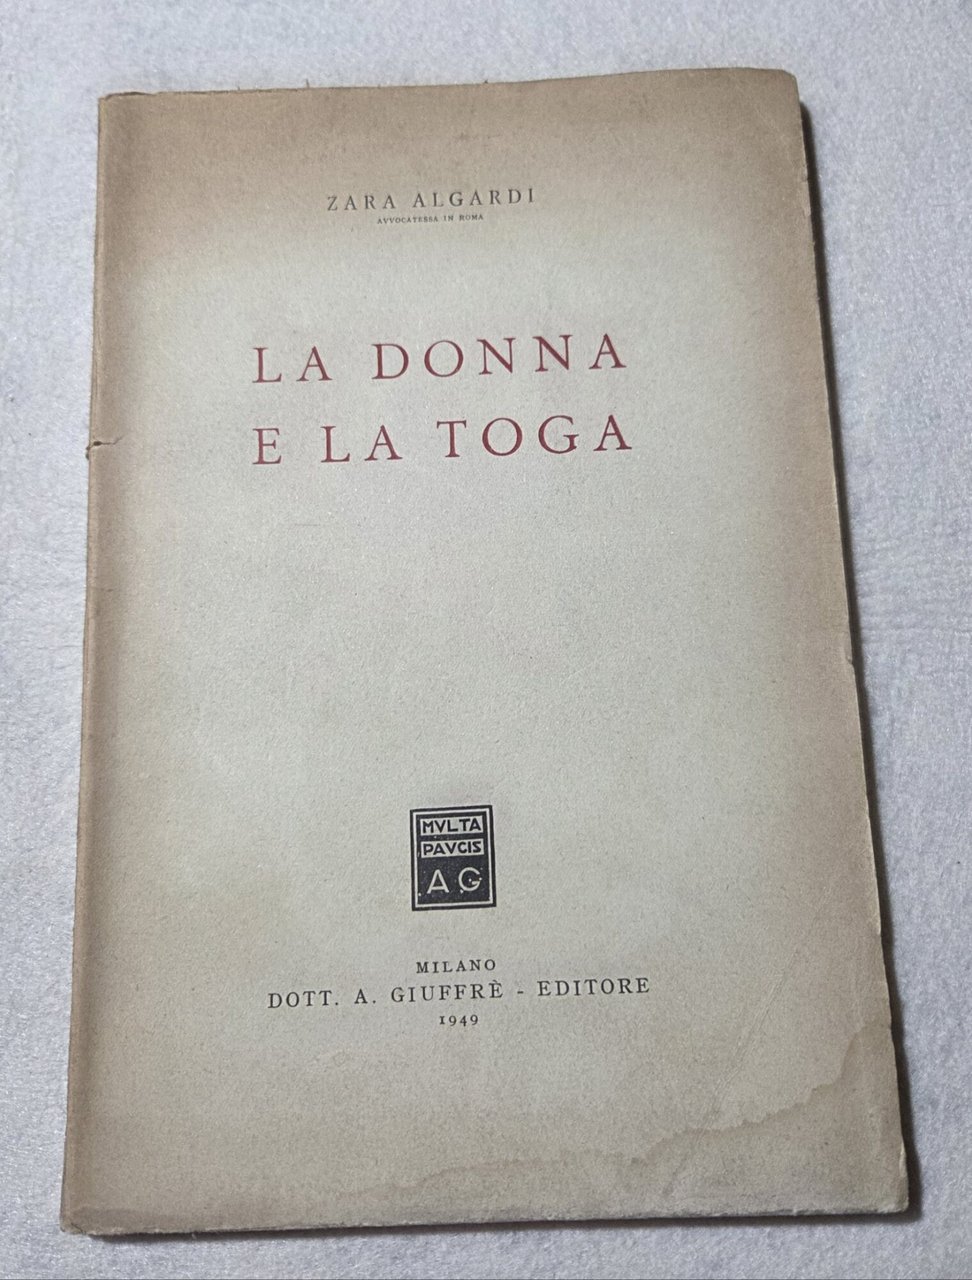 ZARA ALGARDI
AVVOCATESSA IN ROMA
LA DONNA
E LA TOGA
MVLTA
PAVCIS
AG
MILANO
DOTT. A. GIUFFRÈ - EDITORE
1949